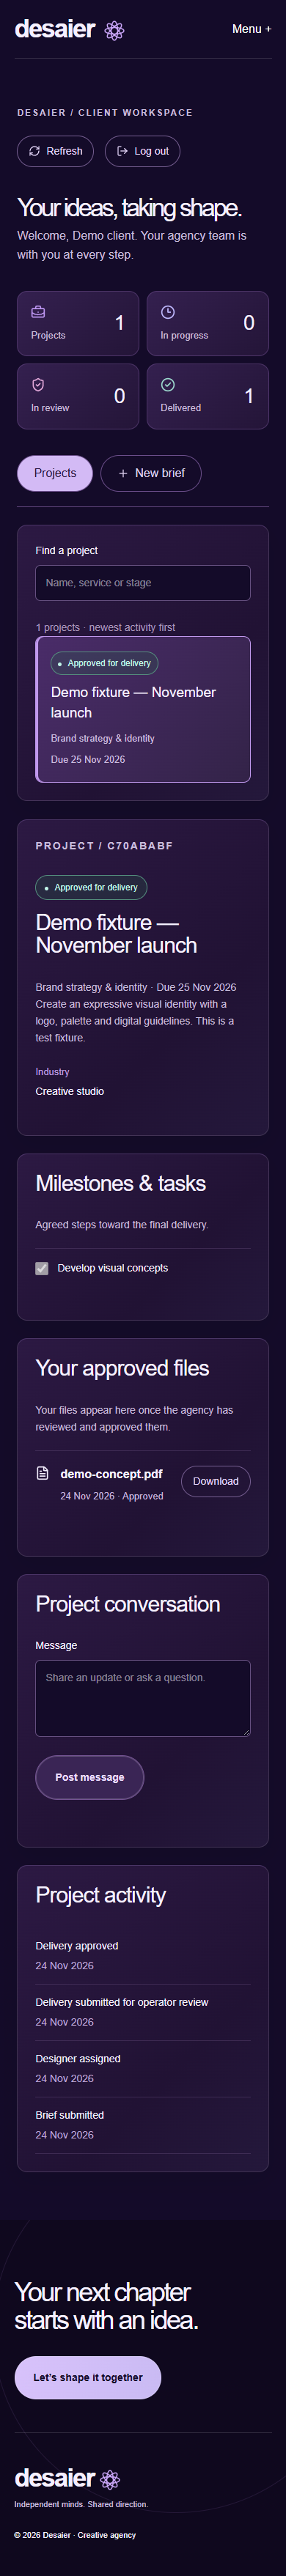 desaier
Menu +
DESAIER / CLIENT WORKSPACE
Refresh
Log out
Your ideas, taking shape.
Welcome, Demo client. Your agency team is
with you at every step.
Projects
1
In progress
0
In review
0
Delivered
1
Projects
+ New brief
Find a project
Name, service or stage
1 projects · newest activity first
Approved for delivery
Demo fixture — November
launch
Brand strategy & identity
Due 25 Nov 2026
PROJECT / C70ABABF
Approved for delivery
Demo fixture —
November launch
Brand strategy & identity · Due 25 Nov 2026
Create an expressive visual identity with a
logo, palette and digital guidelines. This is a
test fixture.
Industry
Creative studio
Milestones & tasks
Agreed steps toward the final delivery.
Develop visual concepts
Your approved files
Your files appear here once the agency has
reviewed and approved them.
demo-concept.pdf
24 Nov 2026 · Approved
Download
Project conversation
Message
Share an update or ask a question.
Post message
Project activity
Delivery approved
24 Nov 2026
Delivery submitted for operator review
24 Nov 2026
Designer assigned
24 Nov 2026
Brief submitted
24 Nov 2026
Your next chapter
starts with an idea.
Let's shape it together
desaier
Independent minds. Shared direction.
© 2026 Desaier · Creative agency